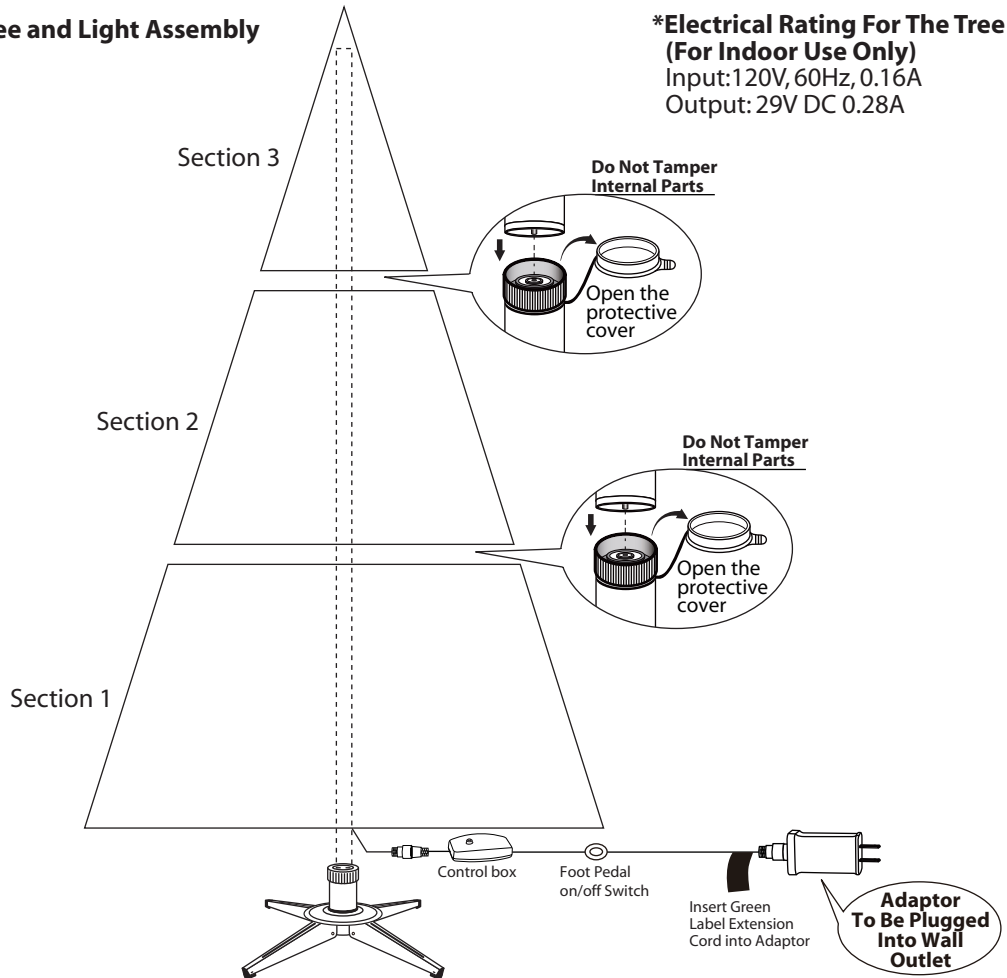 ee and Light Assembly
*Electrical Rating For The Tree
(For Indoor Use Only)
Input:120V, 60Hz, 0.16A
Output: 29V DC 0.28A
Section 3
Do Not Tamper
Internal Parts
Open the
protective
cover
Section 2
Do Not Tamper
Internal Parts
Open the
protective
cover
Section 1
Control box
Foot Pedal
on/off Switch
Insert Green
Label Extension
Cord into Adaptor
Adaptor
To Be Plugged
Into Wall
Outlet